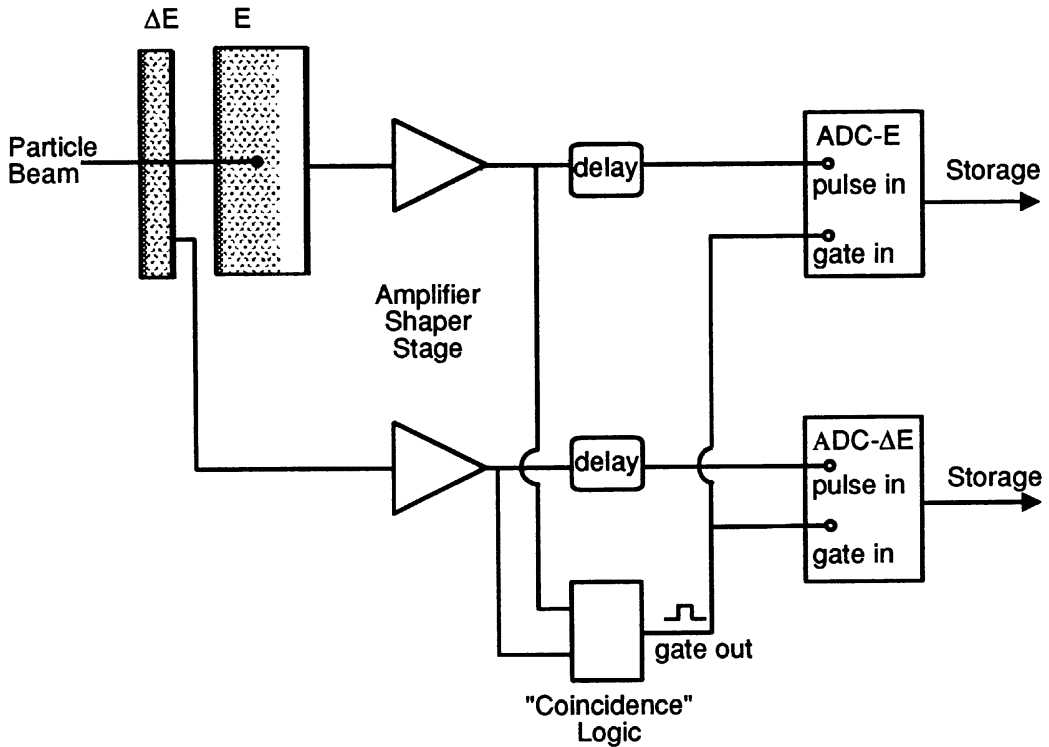 ΔE
E
Particle
Beam
delay
ADC-E
pulse in
gate in
Storage
Amplifier
Shaper
Stage
delay
ADC-ΔE
pulse in
gate in
Storage
gate out
"Coincidence"
Logic